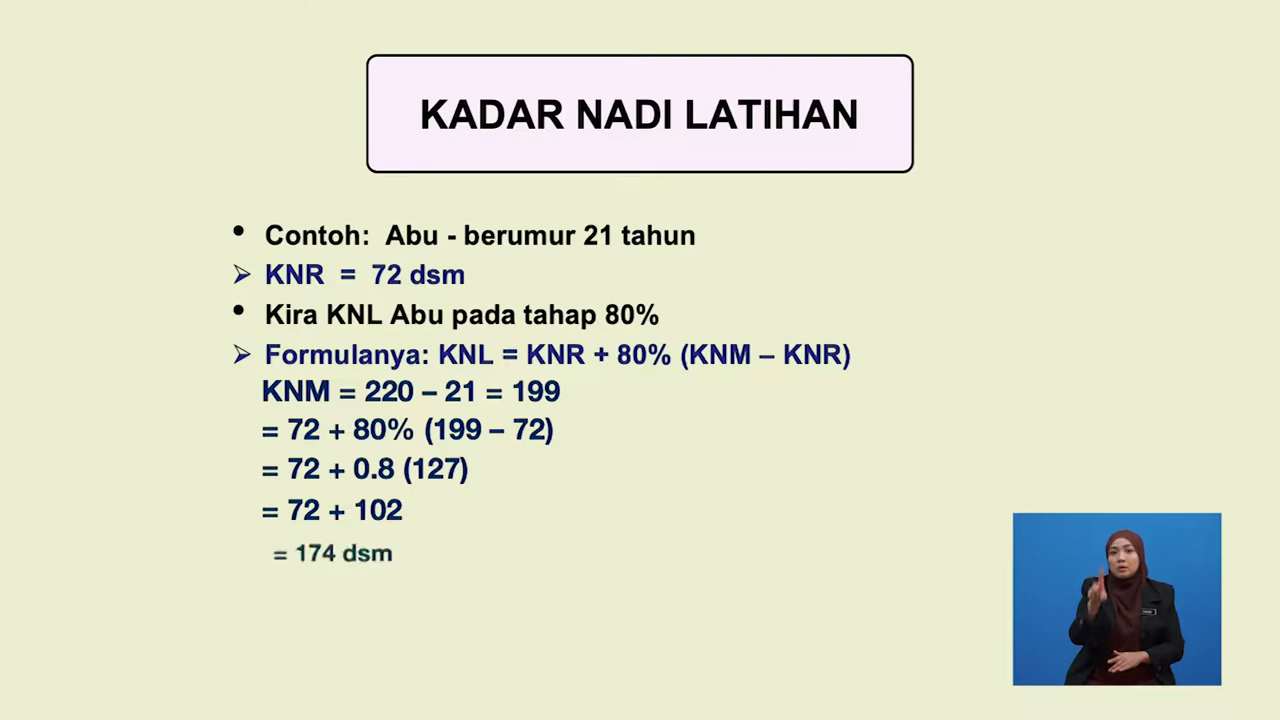 KADAR NADI LATIHAN
• Contoh: Abu - berumur 21 tahun
➢ KNR = 72 dsm
• Kira KNL Abu pada tahap 80%
➢ Formulanya: KNL = KNR + 80% (KNM – KNR)
KNM = 220 – 21 = 199
= 72 + 80% (199 – 72)
= 72 + 0.8 (127)
= 72 + 102
= 174 dsm